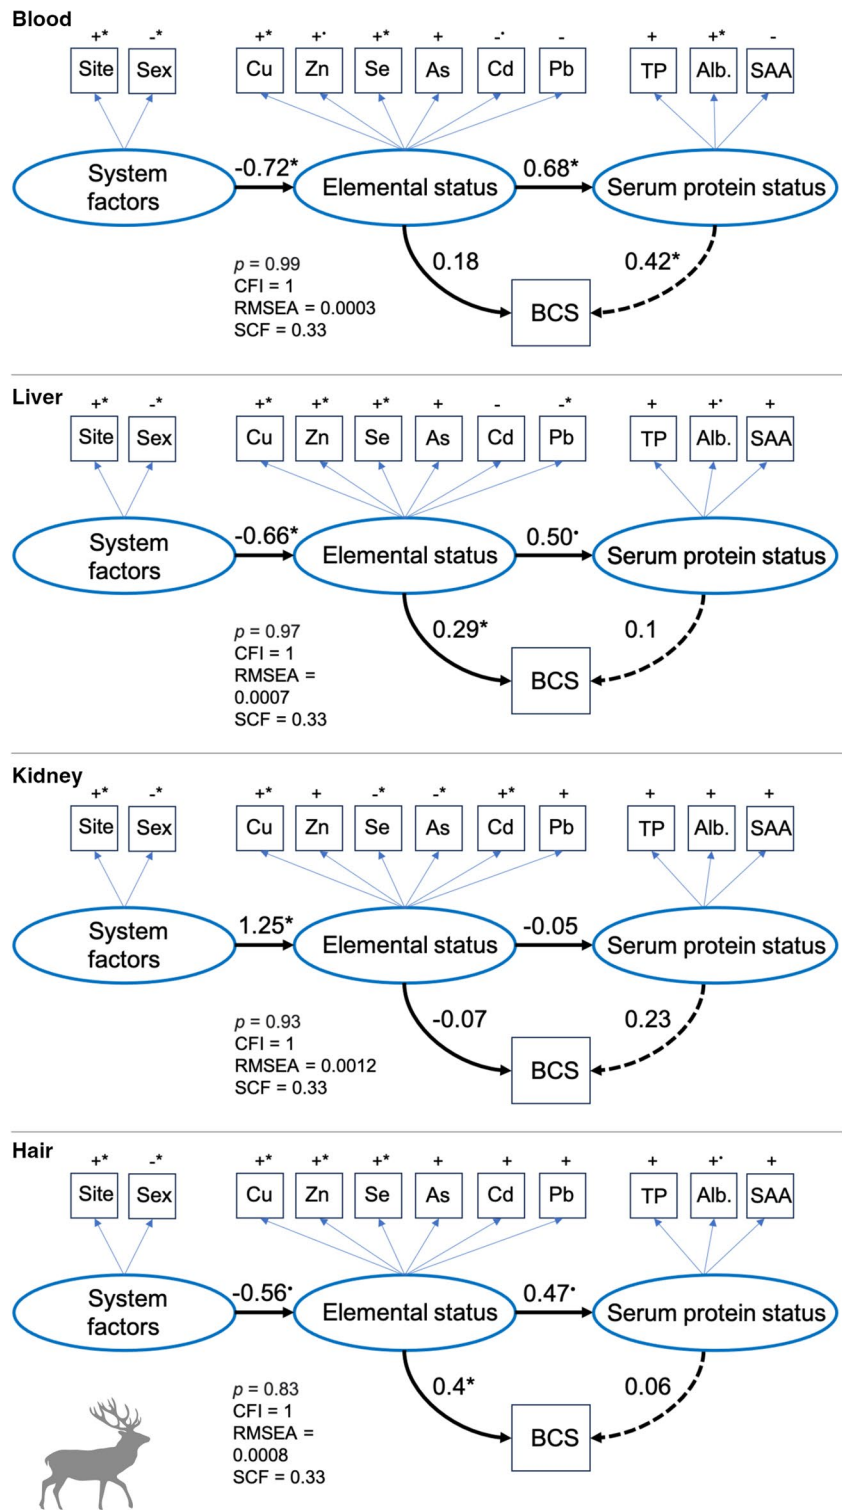 Blood
+* -* +* +· +* + -· - + +* -
Site Sex Cu Zn Se As Cd Pb TP Alb. SAA
-0.72* 0.68*
System
factors
Elemental status
Serum protein status
0.18 0.42*
p = 0.99
CFI = 1
RMSEA = 0.0003
SCF = 0.33
BCS
Liver
+* -* +* +* +* + - -* + +· +
Site Sex Cu Zn Se As Cd Pb TP Alb. SAA
-0.66* 0.50·
System
factors
Elemental status
Serum protein status
0.29* 0.1
p = 0.97
CFI = 1
RMSEA =
0.0007
SCF = 0.33
BCS
Kidney
+* -* +* + -* -* +* + + + +
Site Sex Cu Zn Se As Cd Pb TP Alb. SAA
1.25* -0.05
System
factors
Elemental status
Serum protein status
-0.07 0.23
p = 0.93
CFI = 1
RMSEA = 0.0012
SCF = 0.33
BCS
Hair
+* -* +* +* +* + + + + +· +
Site Sex Cu Zn Se As Cd Pb TP Alb. SAA
-0.56· 0.47·
System
factors
Elemental status
Serum protein status
0.4* 0.06
p = 0.83
CFI = 1
RMSEA =
0.0008
SCF = 0.33
BCS